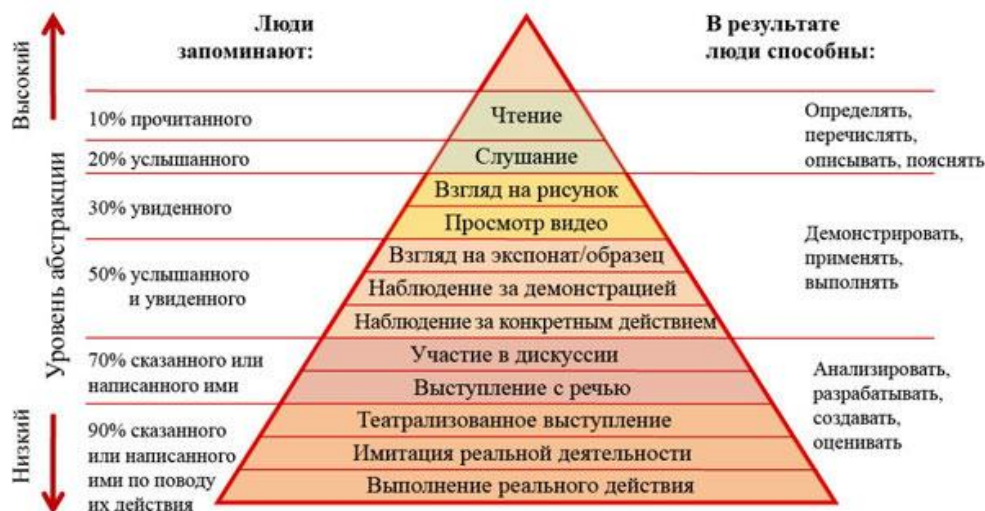 Люди
запоминают:
В результате
люди способны:
Высокий
Уровень абстракции
Низкий
10% прочитанного
20% услышанного
30% увиденного
50% услышанного
и увиденного
70% сказанного или
написанного ими
90% сказанного
или написанного
ими по поводу
их действия
Чтение
Слушание
Взгляд на рисунок
Просмотр видео
Взгляд на экспонат/образец
Наблюдение за демонстрацией
Наблюдение за конкретным действием
Участие в дискуссии
Выступление с речью
Театрализованное выступление
Имитация реальной деятельности
Выполнение реального действия
Определять,
перечислять,
описывать, пояснять
Демонстрировать,
применять,
выполнять
Анализировать,
разрабатывать,
создавать,
оценивать